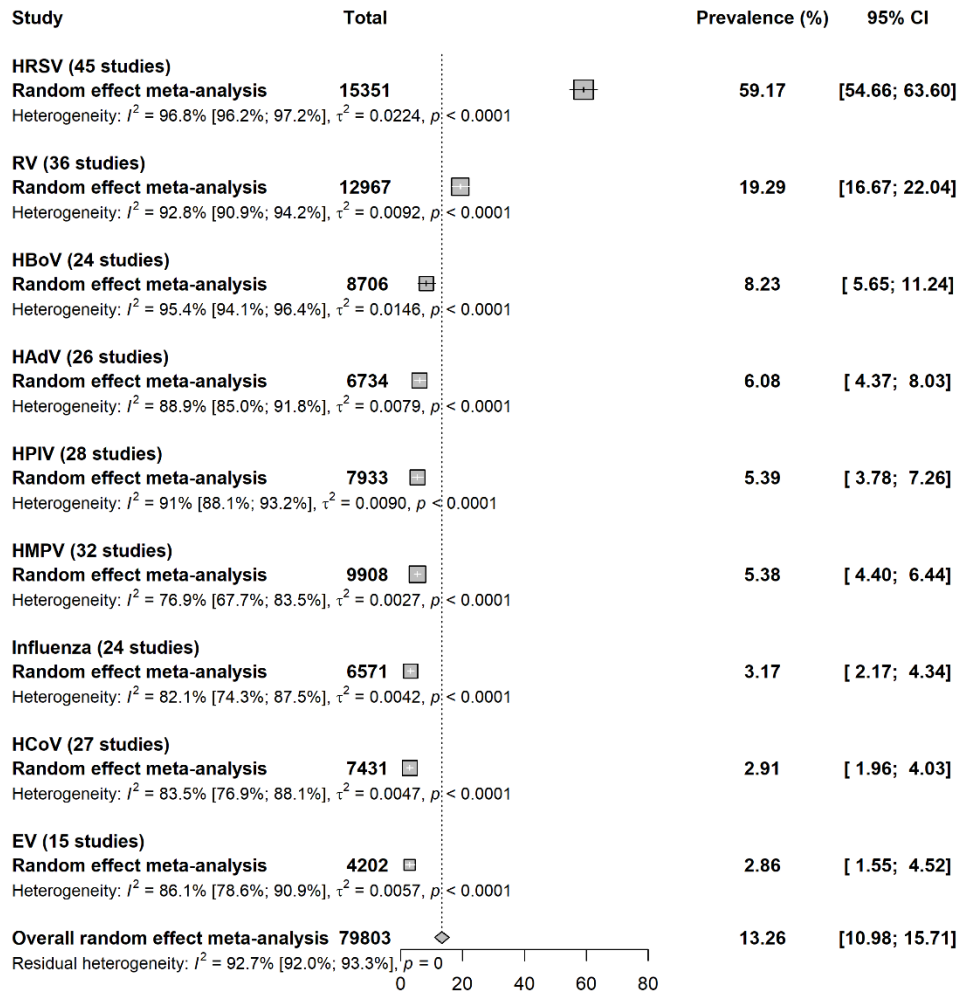 Study Total Prevalence (%) 95% CI
HRSV (45 studies)
Random effect meta-analysis 15351 59.17 [54.66; 63.60]
Heterogeneity: I² = 96.8% [96.2%; 97.2%], τ² = 0.0224, p < 0.0001
RV (36 studies)
Random effect meta-analysis 12967 19.29 [16.67; 22.04]
Heterogeneity: I² = 92.8% [90.9%; 94.2%], τ² = 0.0092, p < 0.0001
HBoV (24 studies)
Random effect meta-analysis 8706 8.23 [ 5.65; 11.24]
Heterogeneity: I² = 95.4% [94.1%; 96.4%], τ² = 0.0146, p < 0.0001
HAdV (26 studies)
Random effect meta-analysis 6734 6.08 [ 4.37; 8.03]
Heterogeneity: I² = 88.9% [85.0%; 91.8%], τ² = 0.0079, p < 0.0001
HPIV (28 studies)
Random effect meta-analysis 7933 5.39 [ 3.78; 7.26]
Heterogeneity: I² = 91% [88.1%; 93.2%], τ² = 0.0090, p < 0.0001
HMPV (32 studies)
Random effect meta-analysis 9908 5.38 [ 4.40; 6.44]
Heterogeneity: I² = 76.9% [67.7%; 83.5%], τ² = 0.0027, p < 0.0001
Influenza (24 studies)
Random effect meta-analysis 6571 3.17 [ 2.17; 4.34]
Heterogeneity: I² = 82.1% [74.3%; 87.5%], τ² = 0.0042, p < 0.0001
HCoV (27 studies)
Random effect meta-analysis 7431 2.91 [ 1.96; 4.03]
Heterogeneity: I² = 83.5% [76.9%; 88.1%], τ² = 0.0047, p < 0.0001
EV (15 studies)
Random effect meta-analysis 4202 2.86 [ 1.55; 4.52]
Heterogeneity: I² = 86.1% [78.6%; 90.9%], τ² = 0.0057, p < 0.0001
Overall random effect meta-analysis 79803 13.26 [10.98; 15.71]
Residual heterogeneity: I² = 92.7% [92.0%; 93.3%], p = 0
0 20 40 60 80